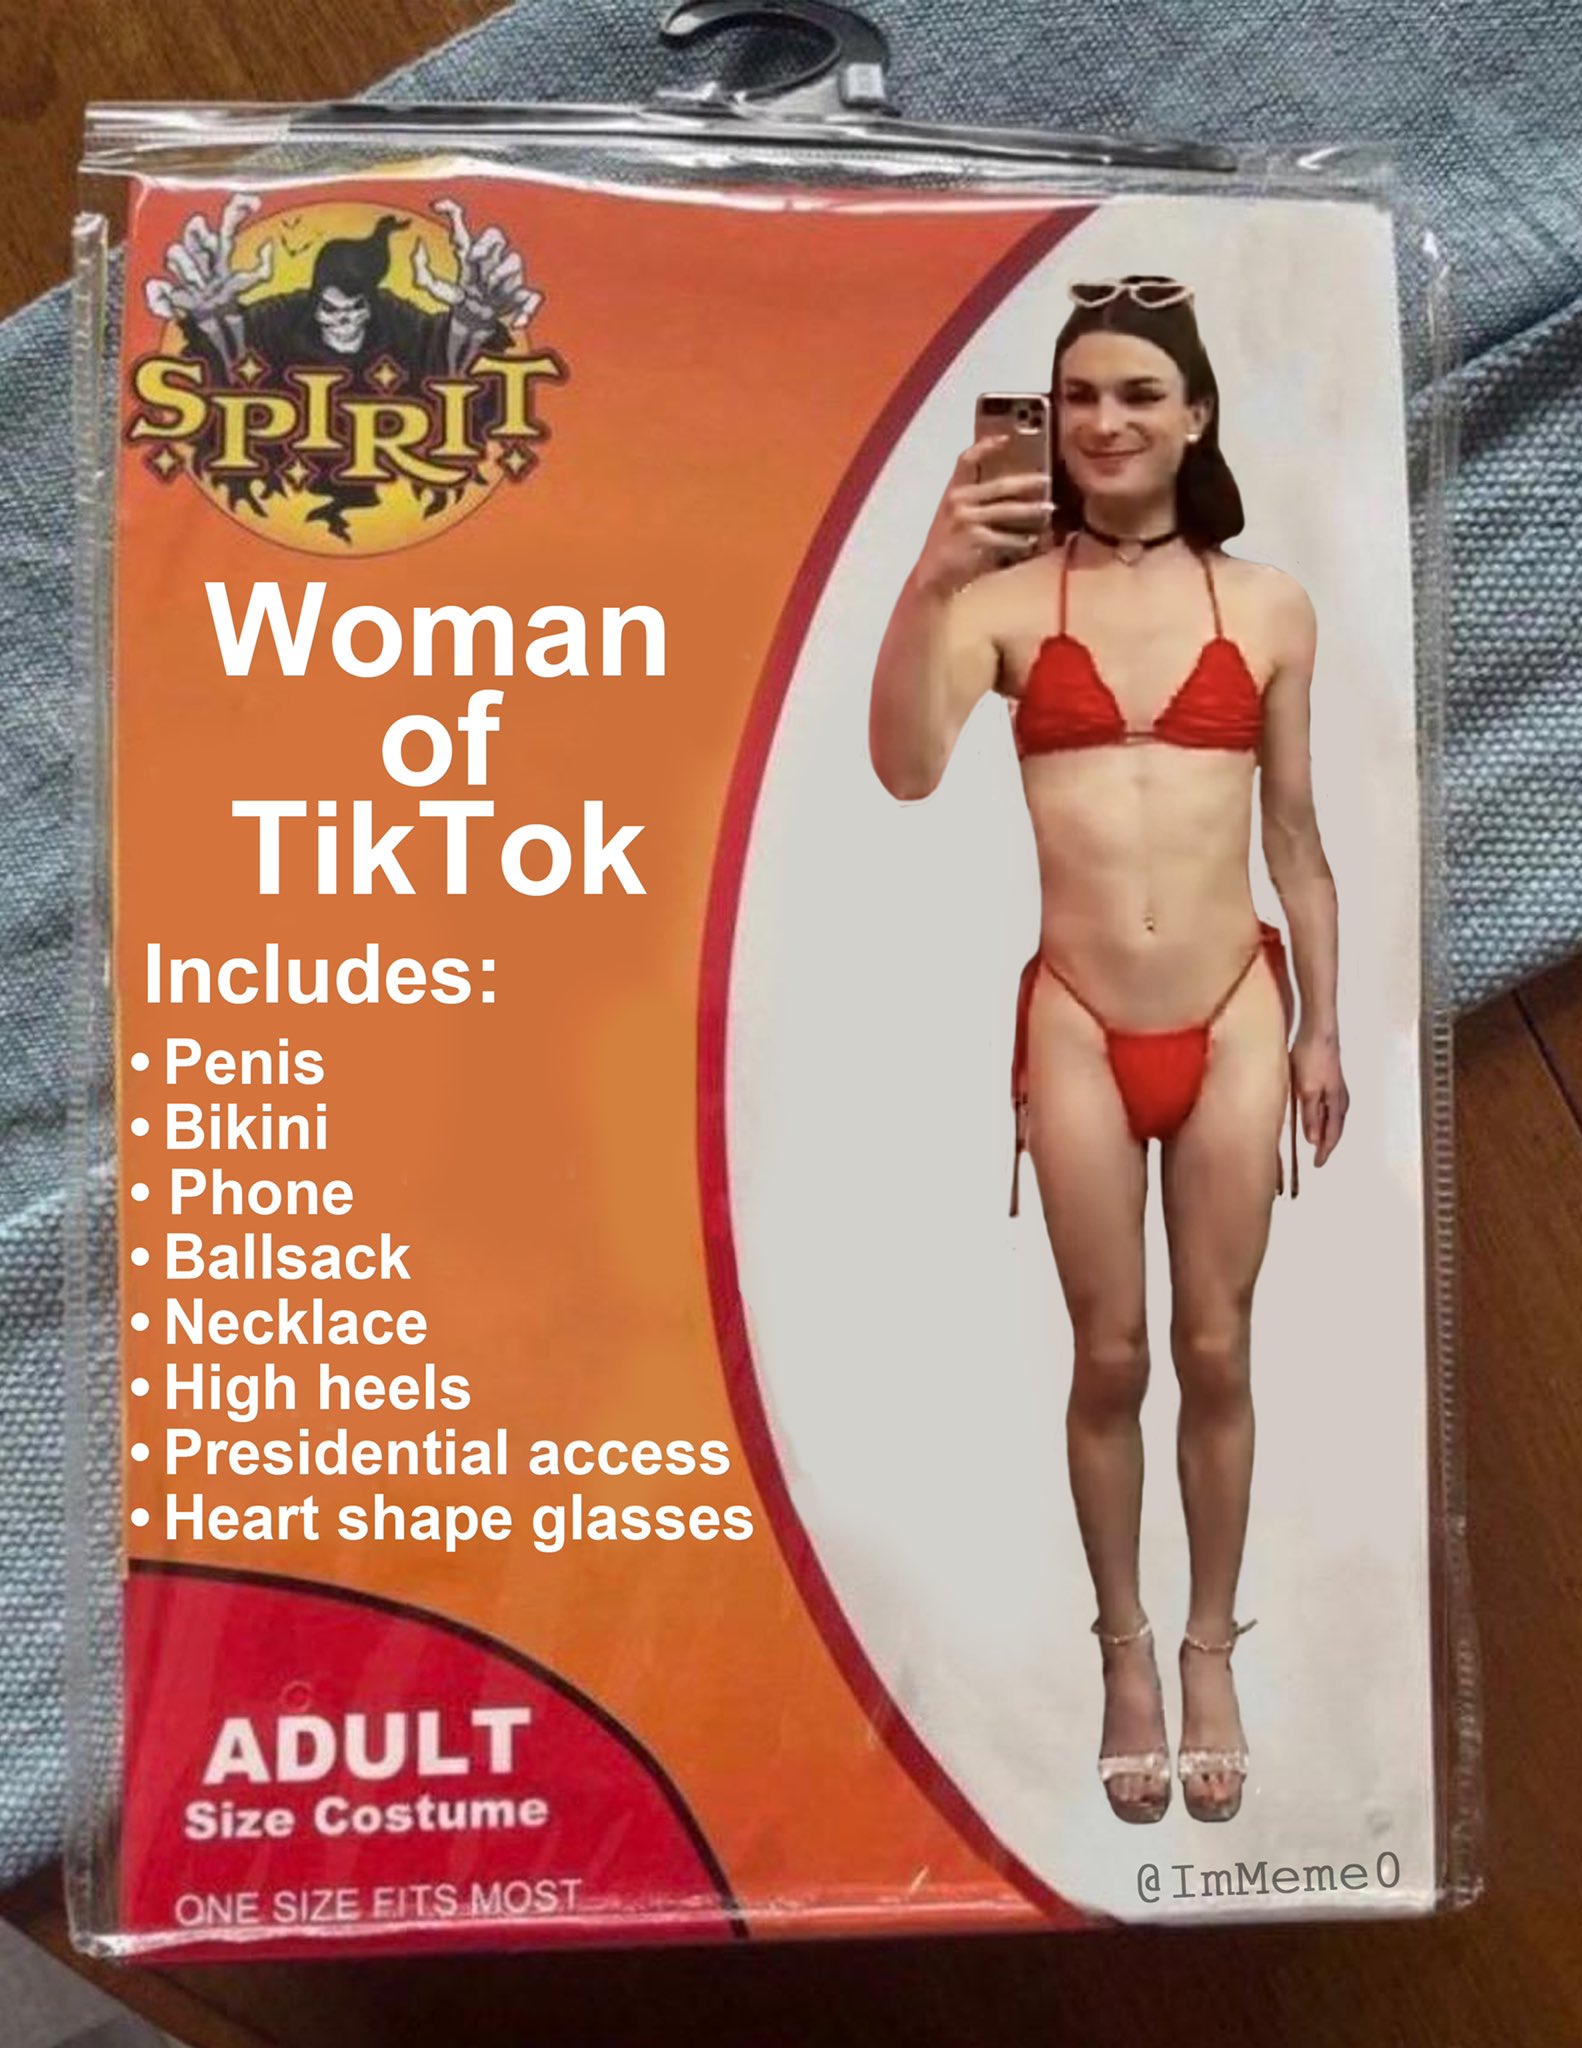 SPIRIT
Woman
of
TikTok
Includes:
• Penis
• Bikini
• Phone
• Ballsack
• Necklace
• High heels
• Presidential access
• Heart shape glasses
ADULT
Size Costume
ONE SIZE FITS MOST
@ImMeme0